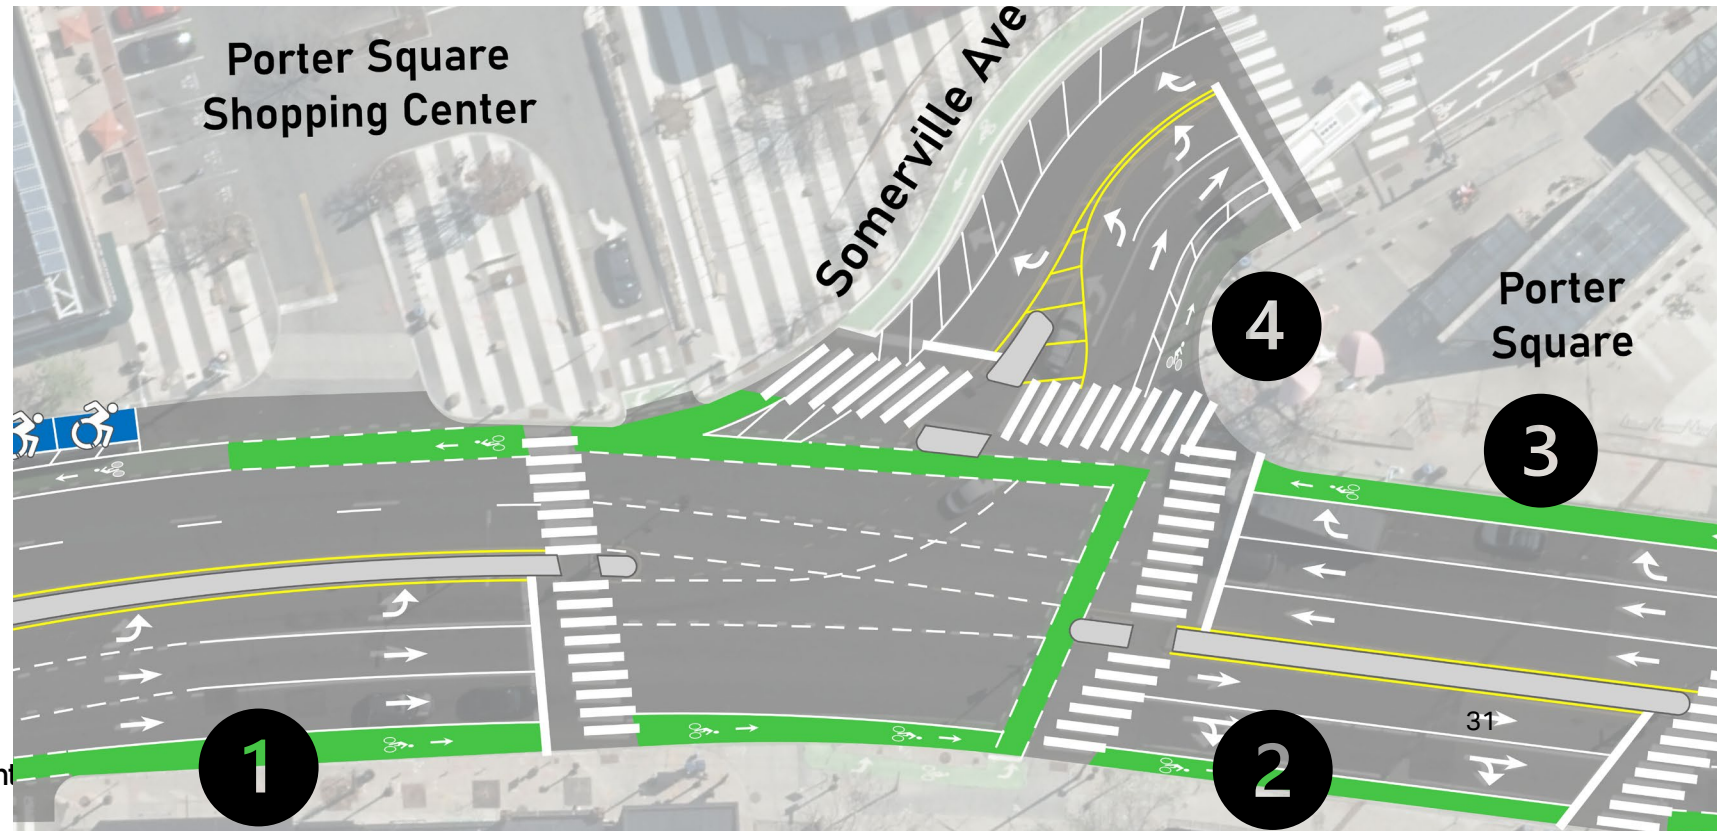 Porter Square
Shopping Center
Somerville Ave
4
Porter
Square
3
31
1
2